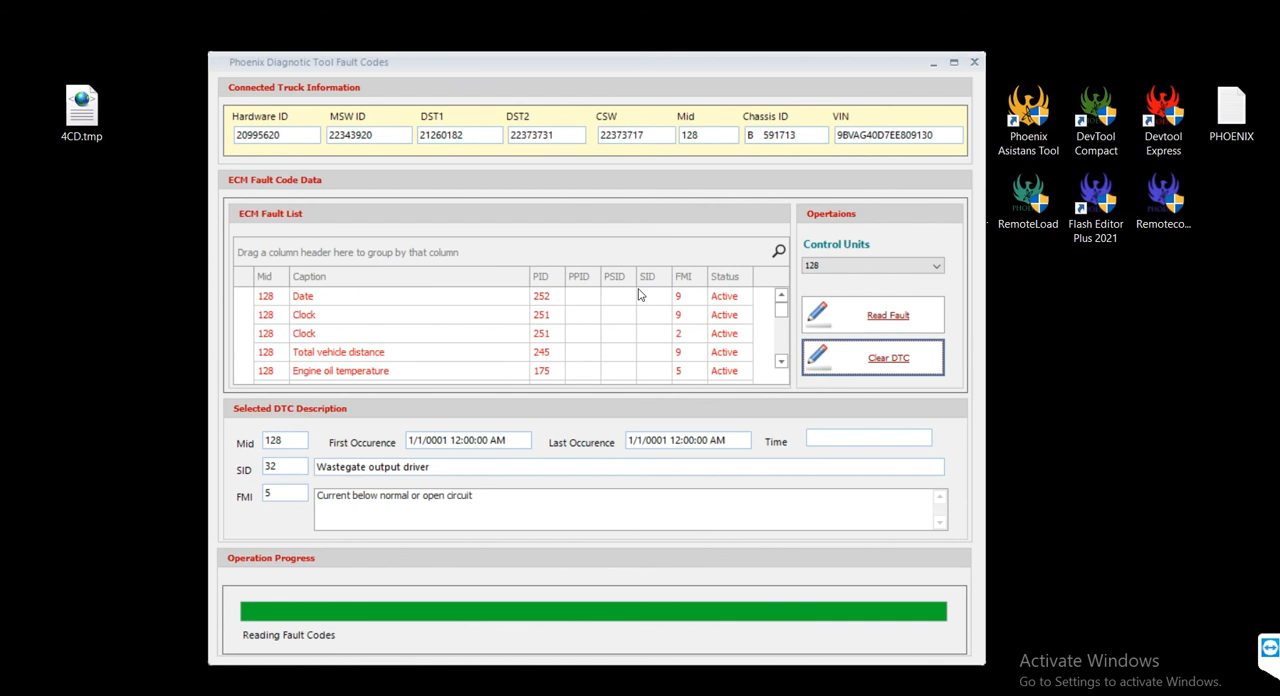 Phoenix Diagnostic Tool Fault Codes
Connected Truck Information
Hardware ID MSW ID DST1 DST2 CSW Mid Chassis ID VIN
20995620 22343920 21260182 22373731 22373717 128 B 591713 9BVAG40D7EE809130
ECM Fault Code Data
ECM Fault List
Drag a column header here to group by that column
Mid Caption PID PPID PSID SID FMI Status
128 Date 252 9 Active
128 Clock 251 9 Active
128 Clock 251 2 Active
128 Total vehicle distance 245 9 Active
128 Engine oil temperature 175 5 Active
Opertaions
Control Units
128
Read Fault
Clear DTC
Selected DTC Description
Mid 128 First Occurence 1/1/0001 12:00:00 AM Last Occurence 1/1/0001 12:00:00 AM Time
SID 32 Wastegate output driver
FMI 5 Current below normal or open circuit
Operation Progress
Reading Fault Codes
4CD.tmp
Phoenix
Asistans Tool
DevTool
Compact
Devtool
Express
PHOENIX
RemoteLoad
Flash Editor
Plus 2021
Remoteco...
Activate Windows
Go to Settings to activate Windows.